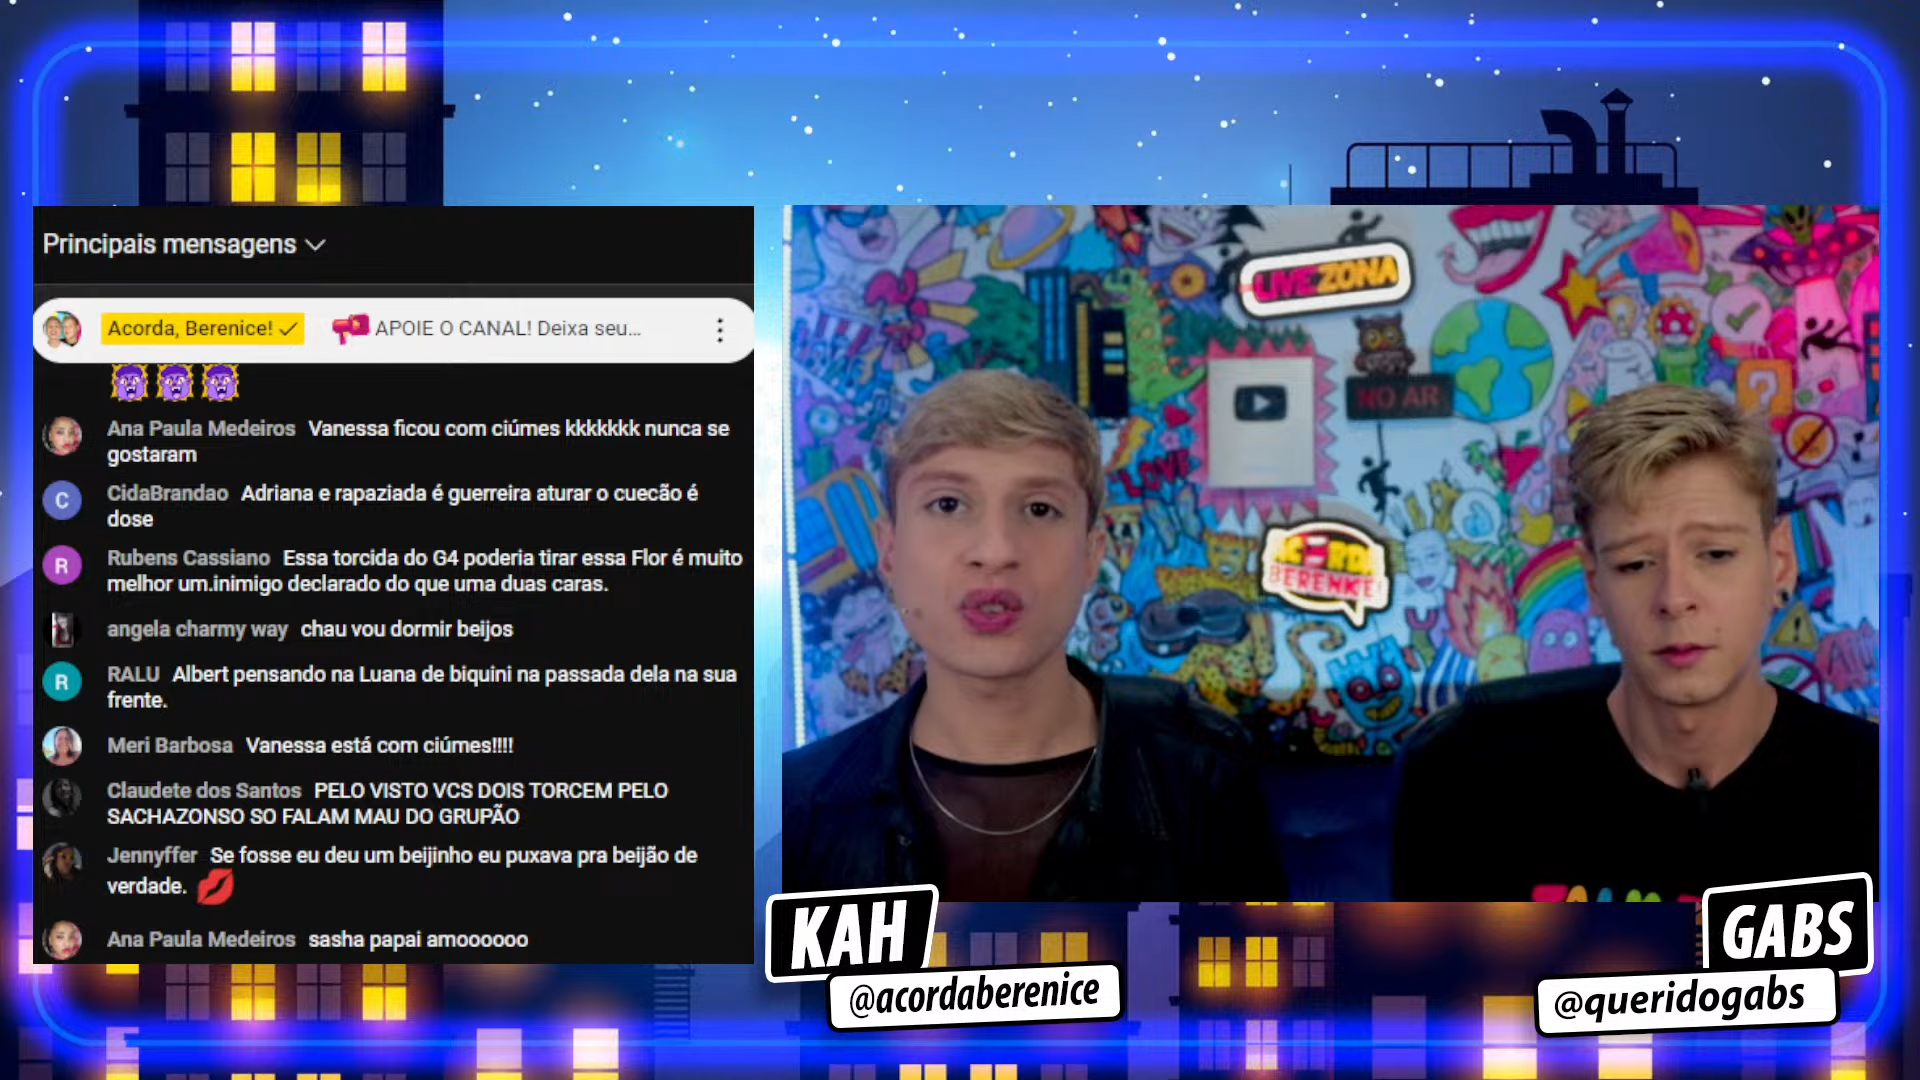 Principais mensagens
Acorda, Berenice! APOIE O CANAL! Deixa seu...
Ana Paula Medeiros Vanessa ficou com ciúmes kkkkkkk nunca se
gostaram
CidaBrandao Adriana e rapaziada é guerreira aturar o cuecão é
dose
Rubens Cassiano Essa torcida do G4 poderia tirar essa Flor é muito
melhor um.inimigo declarado do que uma duas caras.
angela charmy way chau vou dormir beijos
RALU Albert pensando na Luana de biquini na passada dela na sua
frente.
Meri Barbosa Vanessa está com ciúmes!!!!
Claudete dos Santos PELO VISTO VCS DOIS TORCEM PELO
SACHAZONSO SO FALAM MAU DO GRUPÃO
Jennyffer Se fosse eu deu um beijinho eu puxava pra beijão de
verdade.
Ana Paula Medeiros sasha papai amoooooo
C
R
R
LIVEZONA
NO AR
LOVE
ACORDA
BERENICE!
KAH
@acordaberenice
GABS
@queridogabs